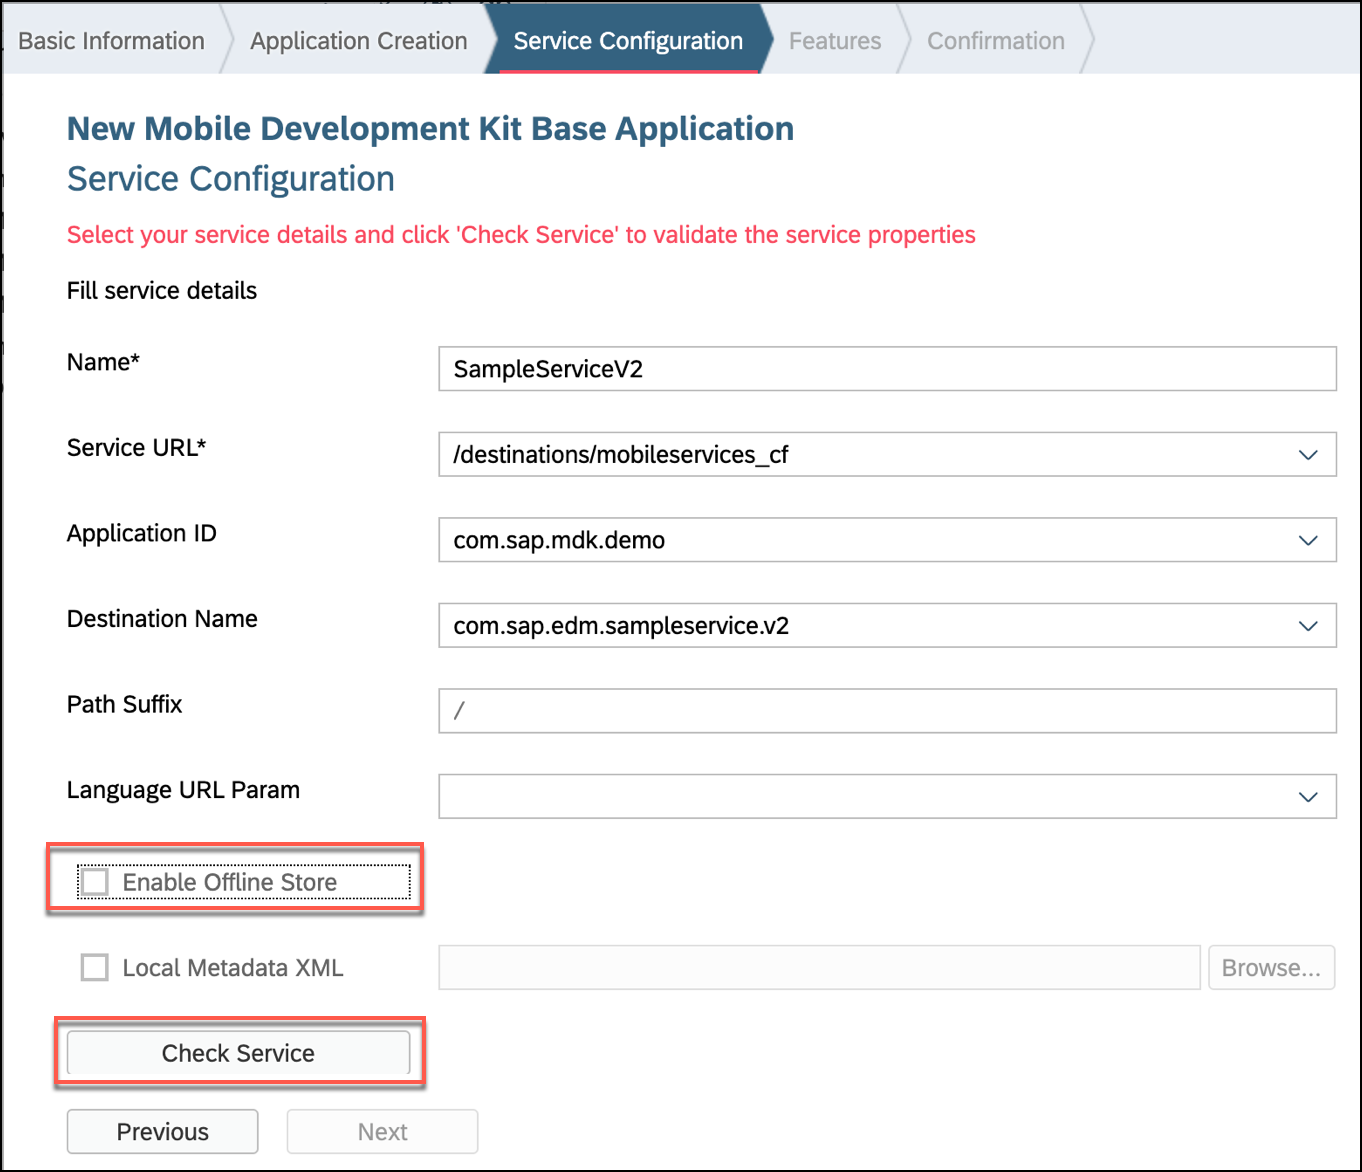 Basic Information
Application Creation
Service Configuration
Features
Confirmation
New Mobile Development Kit Base Application
Service Configuration
Select your service details and click 'Check Service' to validate the service properties
Fill service details
Name* SampleServiceV2
Service URL* /destinations/mobileservices_cf
Application ID com.sap.mdk.demo
Destination Name com.sap.edm.sampleservice.v2
Path Suffix /
Language URL Param
Enable Offline Store
Local Metadata XML Browse...
Check Service
Previous Next